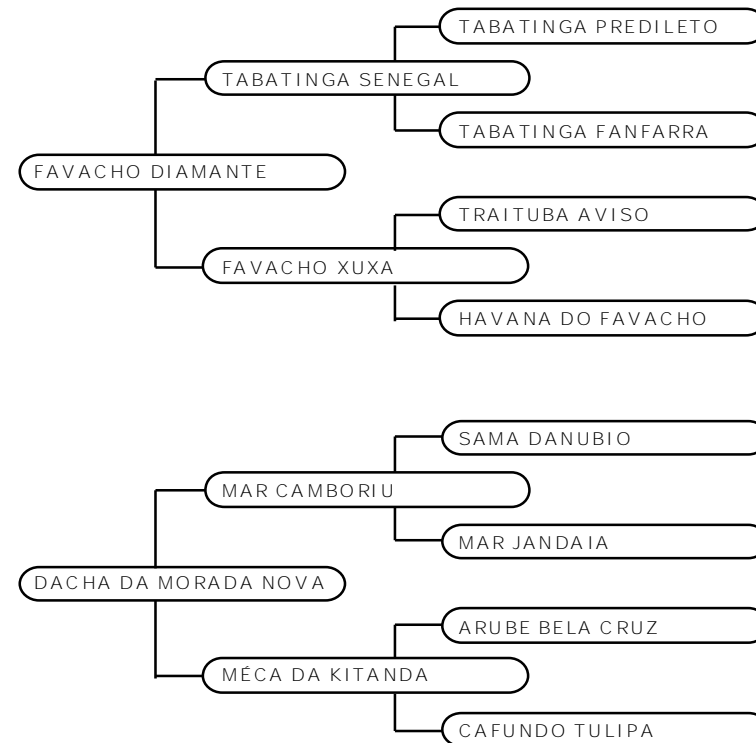 TABATINGA PREDILETO
TABATINGA SENEGAL
TABATINGA FANFARRA
FAVACHO DIAMANTE
TRAITUBA AVISO
FAVACHO XUXA
HAVANA DO FAVACHO
SAMA DANUBIO
MAR CAMBORIU
MAR JANDAIA
DACHA DA MORADA NOVA
ARUBE BELA CRUZ
MÉCA DA KITANDA
CAFUNDO TULIPA